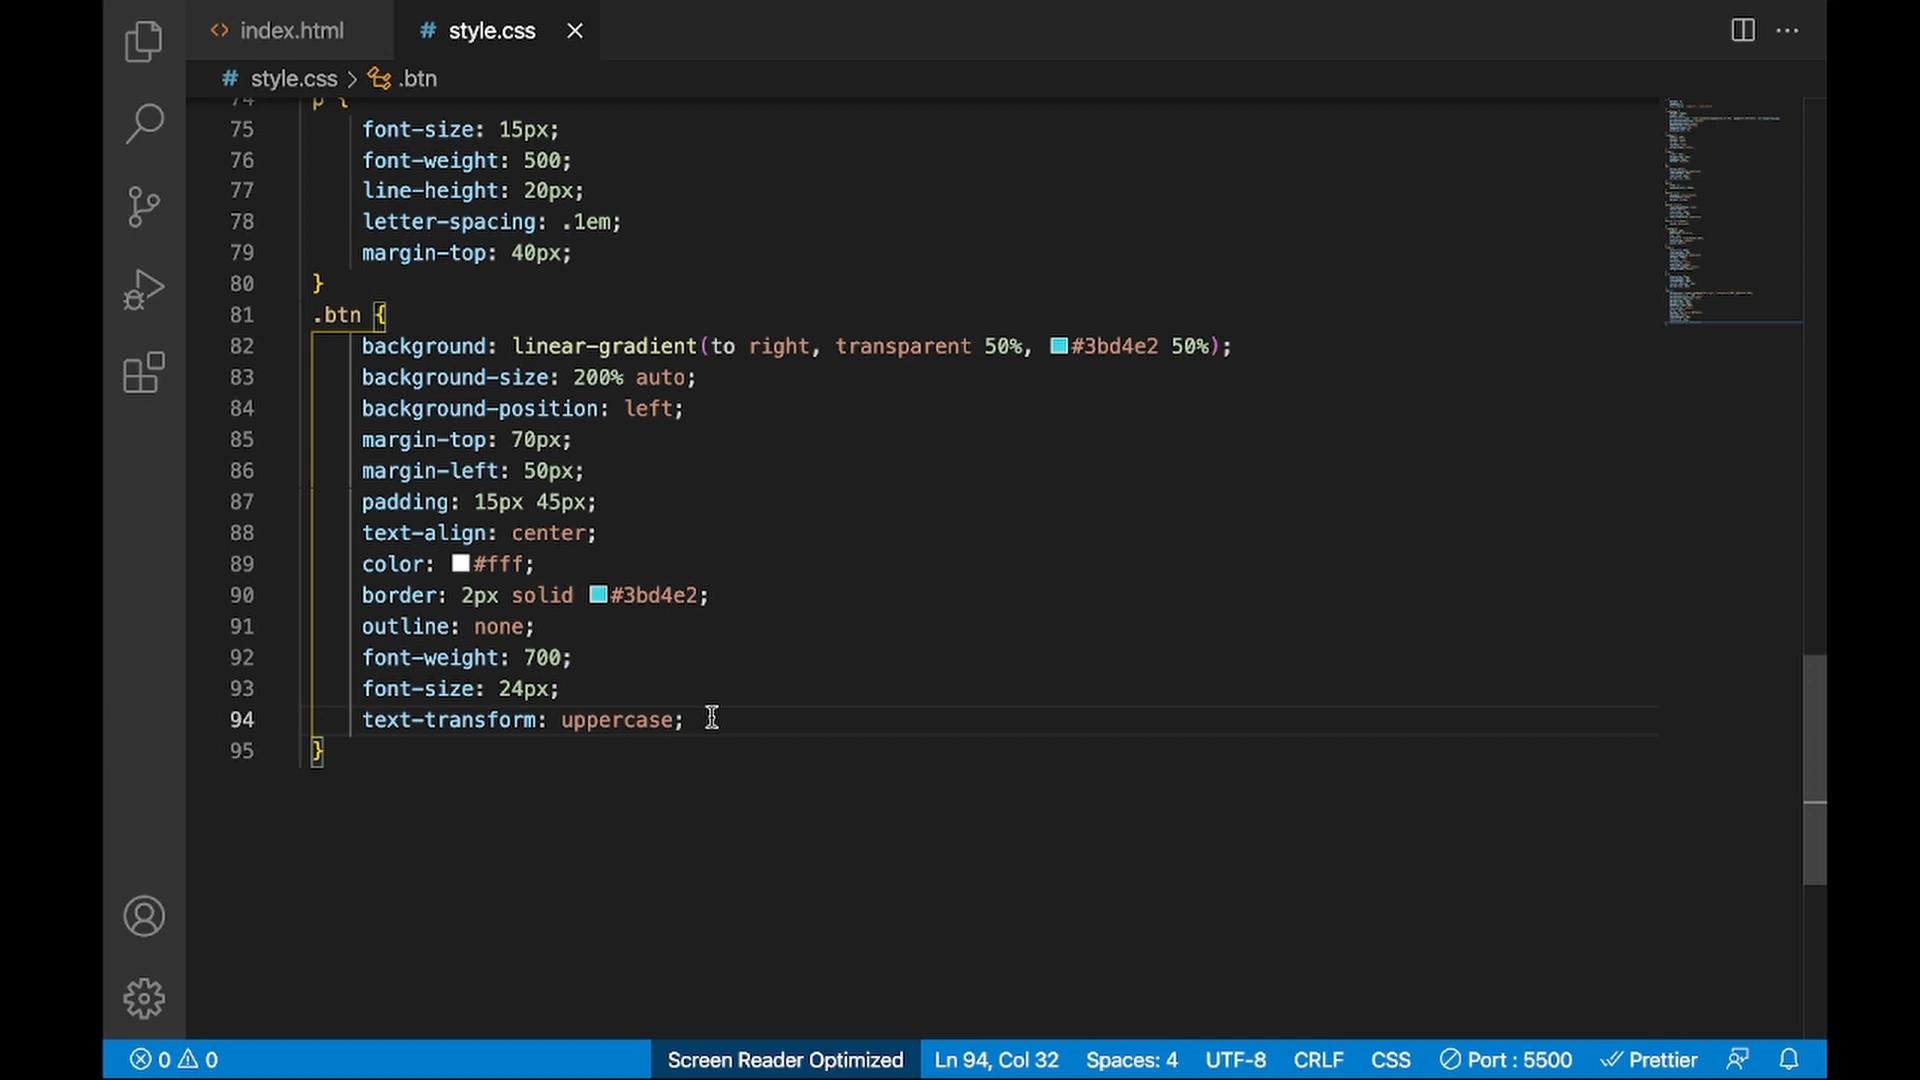 index.html
style.css
style.css > .btn
74 p {
75 font-size: 15px;
76 font-weight: 500;
77 line-height: 20px;
78 letter-spacing: .1em;
79 margin-top: 40px;
80 }
81 .btn {
82 background: linear-gradient(to right, transparent 50%, #3bd4e2 50%);
83 background-size: 200% auto;
84 background-position: left;
85 margin-top: 70px;
86 margin-left: 50px;
87 padding: 15px 45px;
88 text-align: center;
89 color: #fff;
90 border: 2px solid #3bd4e2;
91 outline: none;
92 font-weight: 700;
93 font-size: 24px;
94 text-transform: uppercase;
95 }
0 0 Screen Reader Optimized Ln 94, Col 32 Spaces: 4 UTF-8 CRLF CSS Port : 5500 Prettier